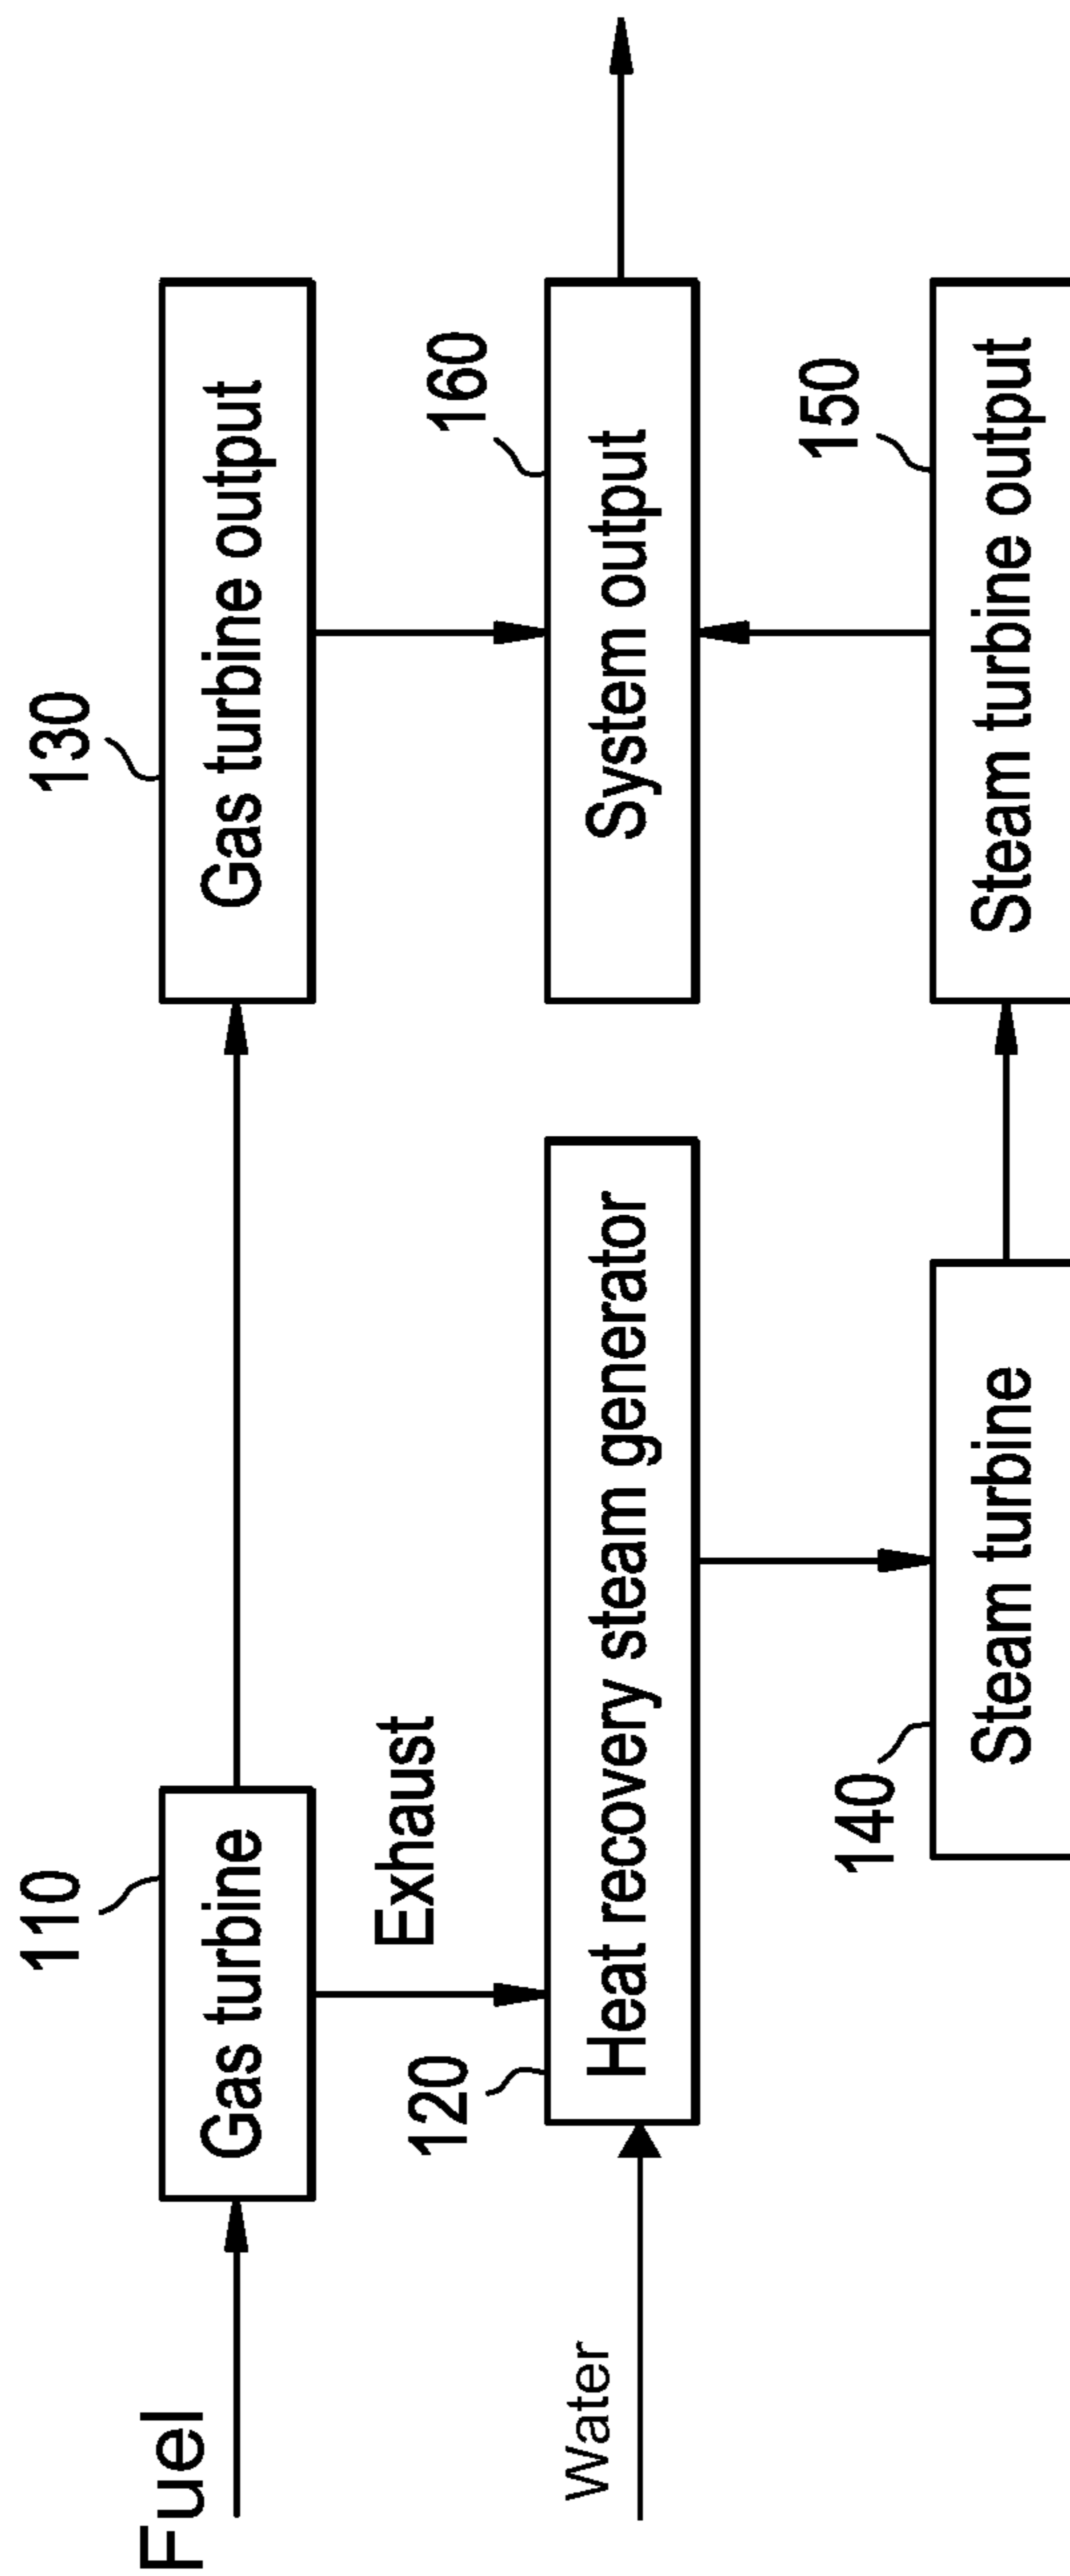 110
130
Fuel
Gas turbine
Gas turbine output
Exhaust
120
160
Water
Heat recovery steam generator
System output
140
150
Steam turbine
Steam turbine output